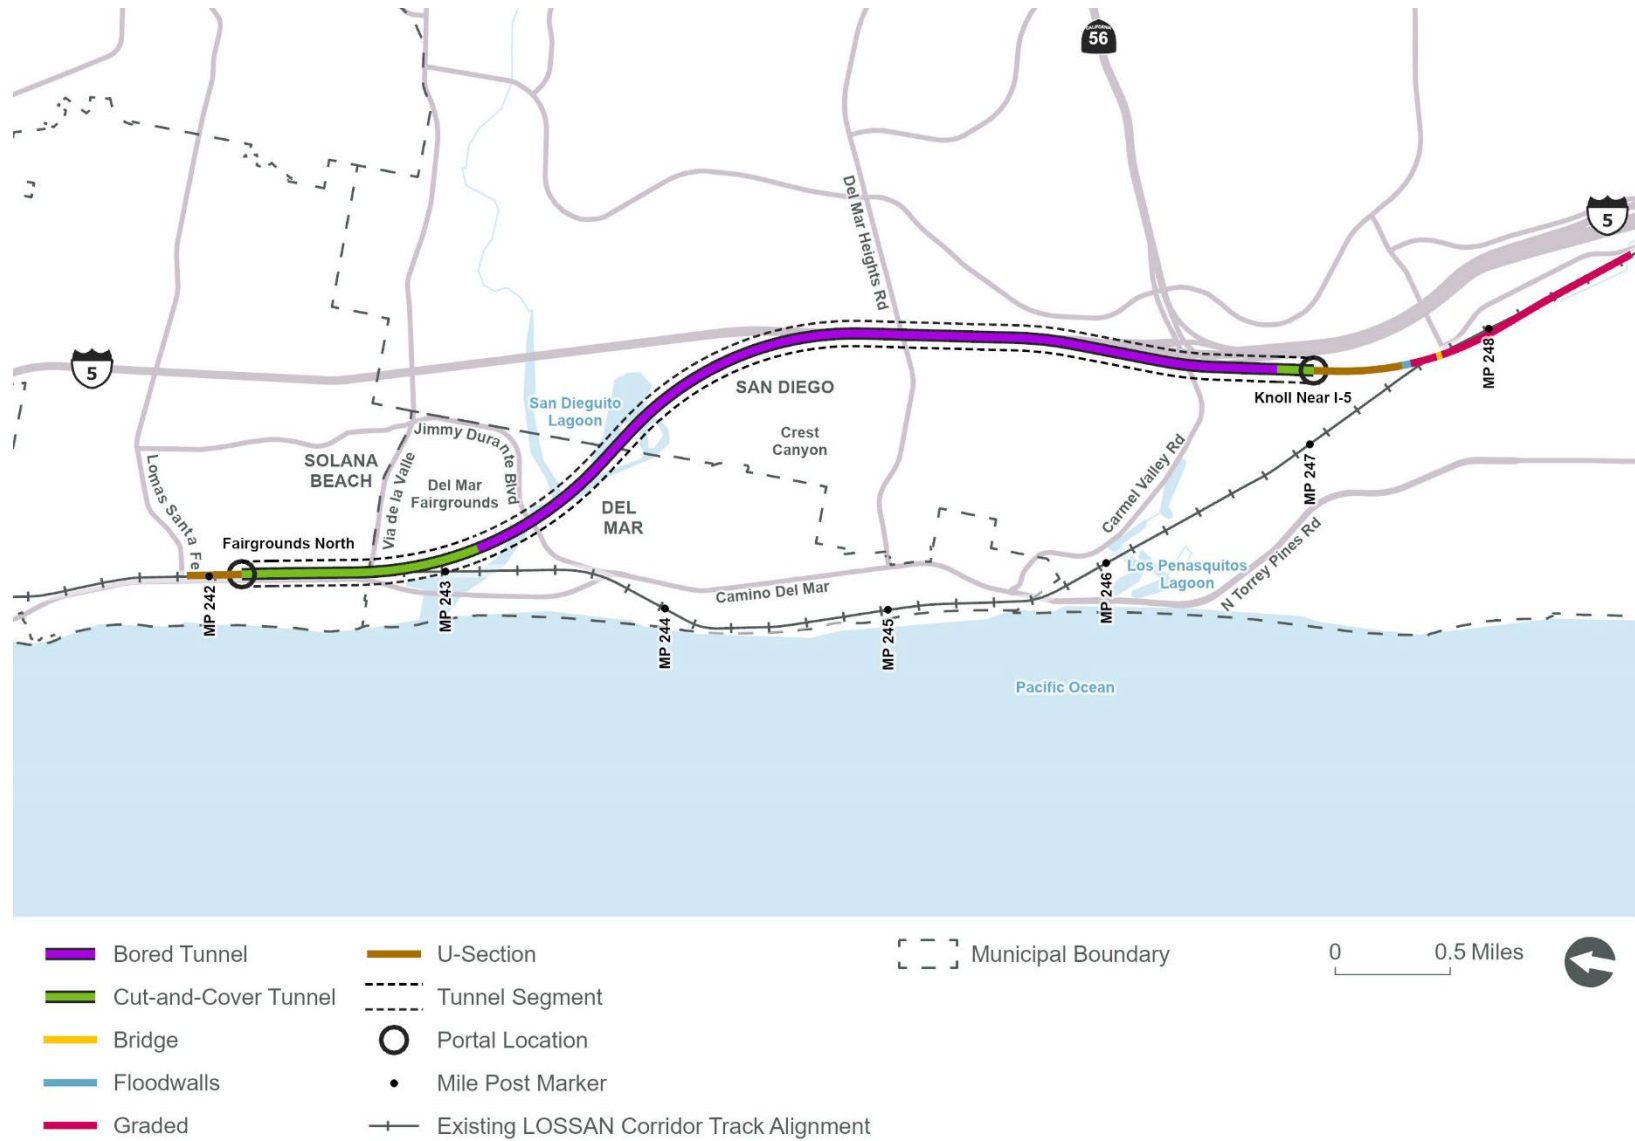 CALIFORNIA
56
5
Del Mar Heights Rd
5
SAN DIEGO
Knoll Near I-5
MP 248
San Dieguito
Lagoon
Crest
Canyon
Jimmy Durante Blvd
SOLANA
BEACH
Lomas Santa Fe
Via de la Valle
Del Mar
Fairgrounds
DEL
MAR
Carmel Valley Rd
MP 247
Fairgrounds North
N Torrey Pines Rd
Los Penasquitos
Lagoon
Camino Del Mar
MP 242
MP 243
MP 244
MP 245
MP 246
Pacific Ocean
Bored Tunnel
Cut-and-Cover Tunnel
Bridge
Floodwalls
Graded
U-Section
Tunnel Segment
Portal Location
Mile Post Marker
Existing LOSSAN Corridor Track Alignment
Municipal Boundary
0 0.5 Miles